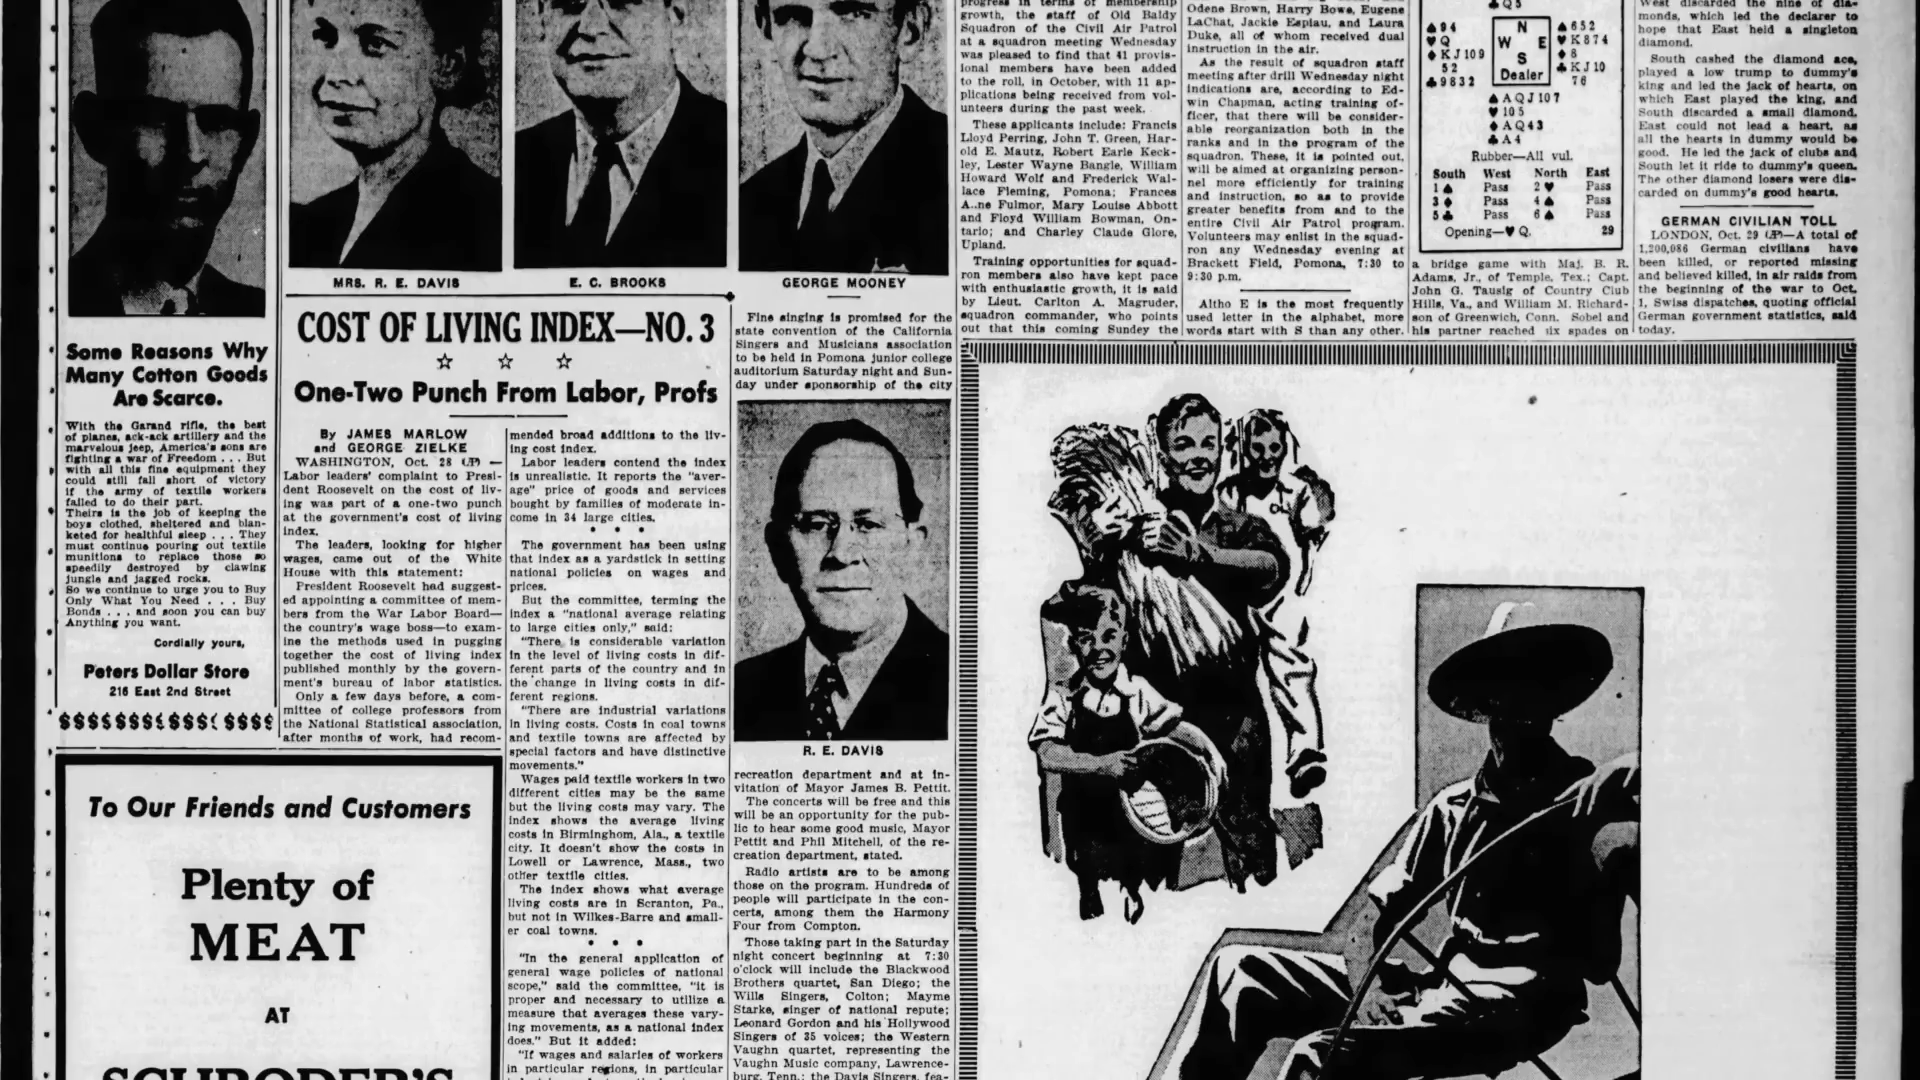 MRS. R. E. DAVIS
E. C. BROOKS
GEORGE MOONEY
Some Reasons Why
Many Cotton Goods
Are Scarce.
With the Garand rifle, the best
of planes, ack-ack artillery and the
marvelous jeep, America's sons are
fighting a war of Freedom . . . But
with all this fine equipment they
could still fall short of victory
if the army of textile workers
failed to do their part.
Theirs is the job of keeping the
boys clothed, sheltered and blan-
keted for healthful sleep . . . They
must continue pouring out textile
munitions to replace those so
speedily destroyed by clawing
jungle and jagged rocks.
So we continue to urge you to Buy
Only What You Need . . . Buy
Bonds . . . and soon you can buy
Anything you want.
Cordially yours,
Peters Dollar Store
216 East 2nd Street
To Our Friends and Customers
Plenty of
MEAT
AT
SCHRODER'S
COST OF LIVING INDEX—NO. 3
One-Two Punch From Labor, Profs
By JAMES MARLOW
and GEORGE ZIELKE
WASHINGTON, Oct. 28 (AP) —
Labor leaders' complaint to Presi-
dent Roosevelt on the cost of liv-
ing was part of a one-two punch
at the government's cost of living
index.
The leaders, looking for higher
wages, came out of the White
House with this statement:
President Roosevelt had suggest-
ed appointing a committee of mem-
bers from the War Labor Board—
the country's wage boss—to exam-
ine the methods used in pugging
together the cost of living index
published monthly by the govern-
ment's bureau of labor statistics.
Only a few days before, a com-
mittee of college professors from
the National Statistical association,
after months of work, had recom-
mended broad additions to the liv-
ing cost index.
Labor leaders contend the index
is unrealistic. It reports the "aver-
age" price of goods and services
bought by families of moderate in-
come in 34 large cities.
The government has been using
that index as a yardstick in setting
national policies on wages and
prices.
But the committee, terming the
index a "national average relating
to large cities only," said:
"There is considerable variation
in the level of living costs in dif-
ferent parts of the country and in
the change in living costs in dif-
ferent regions.
"There are industrial variations
in living costs. Costs in coal towns
and textile towns are affected by
special factors and have distinctive
movements."
Wages paid textile workers in two
different cities may be the same
but the living costs may vary. The
index shows the average living
costs in Birmingham, Ala., a textile
city. It doesn't show the costs in
Lowell or Lawrence, Mass., two
other textile cities.
The index shows what average
living costs are in Scranton, Pa.,
but not in Wilkes-Barre and small-
er coal towns.
"In the general application of
general wage policies of national
scope," said the committee, "it is
proper and necessary to utilize a
measure that averages these vary-
ing movements, as a national index
does." But it added:
"If wages and salaries of workers
in particular regions, in particular
Fine singing is promised for the
state convention of the California
Singers and Musicians association
to be held in Pomona junior college
auditorium Saturday night and Sun-
day under sponsorship of the city
R. E. DAVIS
recreation department and at in-
vitation of Mayor James B. Pettit.
The concerts will be free and this
will be an opportunity for the pub-
lic to hear some good music, Mayor
Pettit and Phil Mitchell, of the re-
creation department, stated.
Radio artists are to be among
those on the program. Hundreds of
people will participate in the con-
certs, among them the Harmony
Four from Compton.
Those taking part in the Saturday
night concert beginning at 7:30
o'clock will include the Blackwood
Brothers quartet, San Diego; the
Wills Singers, Colton; Mayme
Starke, singer of national repute;
Leonard Gordon and his Hollywood
Singers of 35 voices; the Western
Vaughn quartet, representing the
Vaughn Music company, Lawrence-
burg, Tenn.; the Davis Singers, fea-
progress in terms of membership
growth, the staff of Old Baldy
Squadron of the Civil Air Patrol
at a squadron meeting Wednesday
was pleased to find that 41 provis-
ional members have been added
to the roll, in October, with 11 ap-
plications being received from vol-
unteers during the past week.
These applicants include: Francis
Lloyd Perring, John T. Green, Har-
old E. Mautz, Robert Earle Keck-
ley, Lester Wayne Bangle, William
Howard Wolf and Frederick Wal-
lace Fleming, Pomona; Frances
A..ne Fulmor, Mary Louise Abbott
and Floyd William Bowman, On-
tario; and Charley Claude Glore,
Upland.
Training opportunities for squad-
ron members also have kept pace
with enthusiastic growth, it is said
by Lieut. Carlton A. Magruder,
squadron commander, who points
out that this coming Sunday the
Odene Brown, Harry Bowe, Eugene
LaChat, Jackie Espiau, and Laura
Duke, all of whom received dual
instruction in the air.
As the result of squadron staff
meeting after drill Wednesday night
indications are, according to Ed-
win Chapman, acting training of-
ficer, that there will be consider-
able reorganization both in the
ranks and in the program of the
squadron. These, it is pointed out,
will be aimed at organizing person-
nel more efficiently for training
and instruction, so as to provide
greater benefits from and to the
entire Civil Air Patrol program.
Volunteers may enlist in the squad-
ron any Wednesday evening at
Brackett Field, Pomona, 7:30 to
9:30 p.m.
Altho E is the most frequently
used letter in the alphabet, more
words start with S than any other.
♣ Q 5
♠ 9 4
♥ Q
♦ K J 10 9
5 2
♣ 9 8 3 2
N
W E
S
Dealer
♠ 6 5 2
♥ K 8 7 4
♦ 8
♣ K J 10
7 6
♠ A Q J 10 7
♥ 10 5
♦ A Q 4 3
♣ A 4
Rubber—All vul.
South West North East
1 ♠ Pass 2 ♥ Pass
3 ♦ Pass 4 ♠ Pass
5 ♣ Pass 6 ♠ Pass
Opening—♥ Q. 29
a bridge game with Maj. B. R.
Adams, Jr., of Temple, Tex.; Capt.
John G. Tausig of Country Club
Hills, Va., and William M. Richard-
son of Greenwich, Conn. Sobel and
his partner reached six spades on
West discarded the nine of dia-
monds, which led the declarer to
hope that East held a singleton
diamond.
South cashed the diamond ace,
played a low trump to dummy's
king and led the jack of hearts, on
which East played the king, and
South discarded a small diamond.
East could not lead a heart, as
all the hearts in dummy would be
good. He led the jack of clubs and
South let it ride to dummy's queen.
The other diamond losers were dis-
carded on dummy's good hearts.
GERMAN CIVILIAN TOLL
LONDON, Oct. 29 (AP)—A total of
1,200,086 German civilians have
been killed, or reported missing
and believed killed, in air raids from
the beginning of the war to Oct.
1, Swiss dispatches, quoting official
German government statistics, said
today.